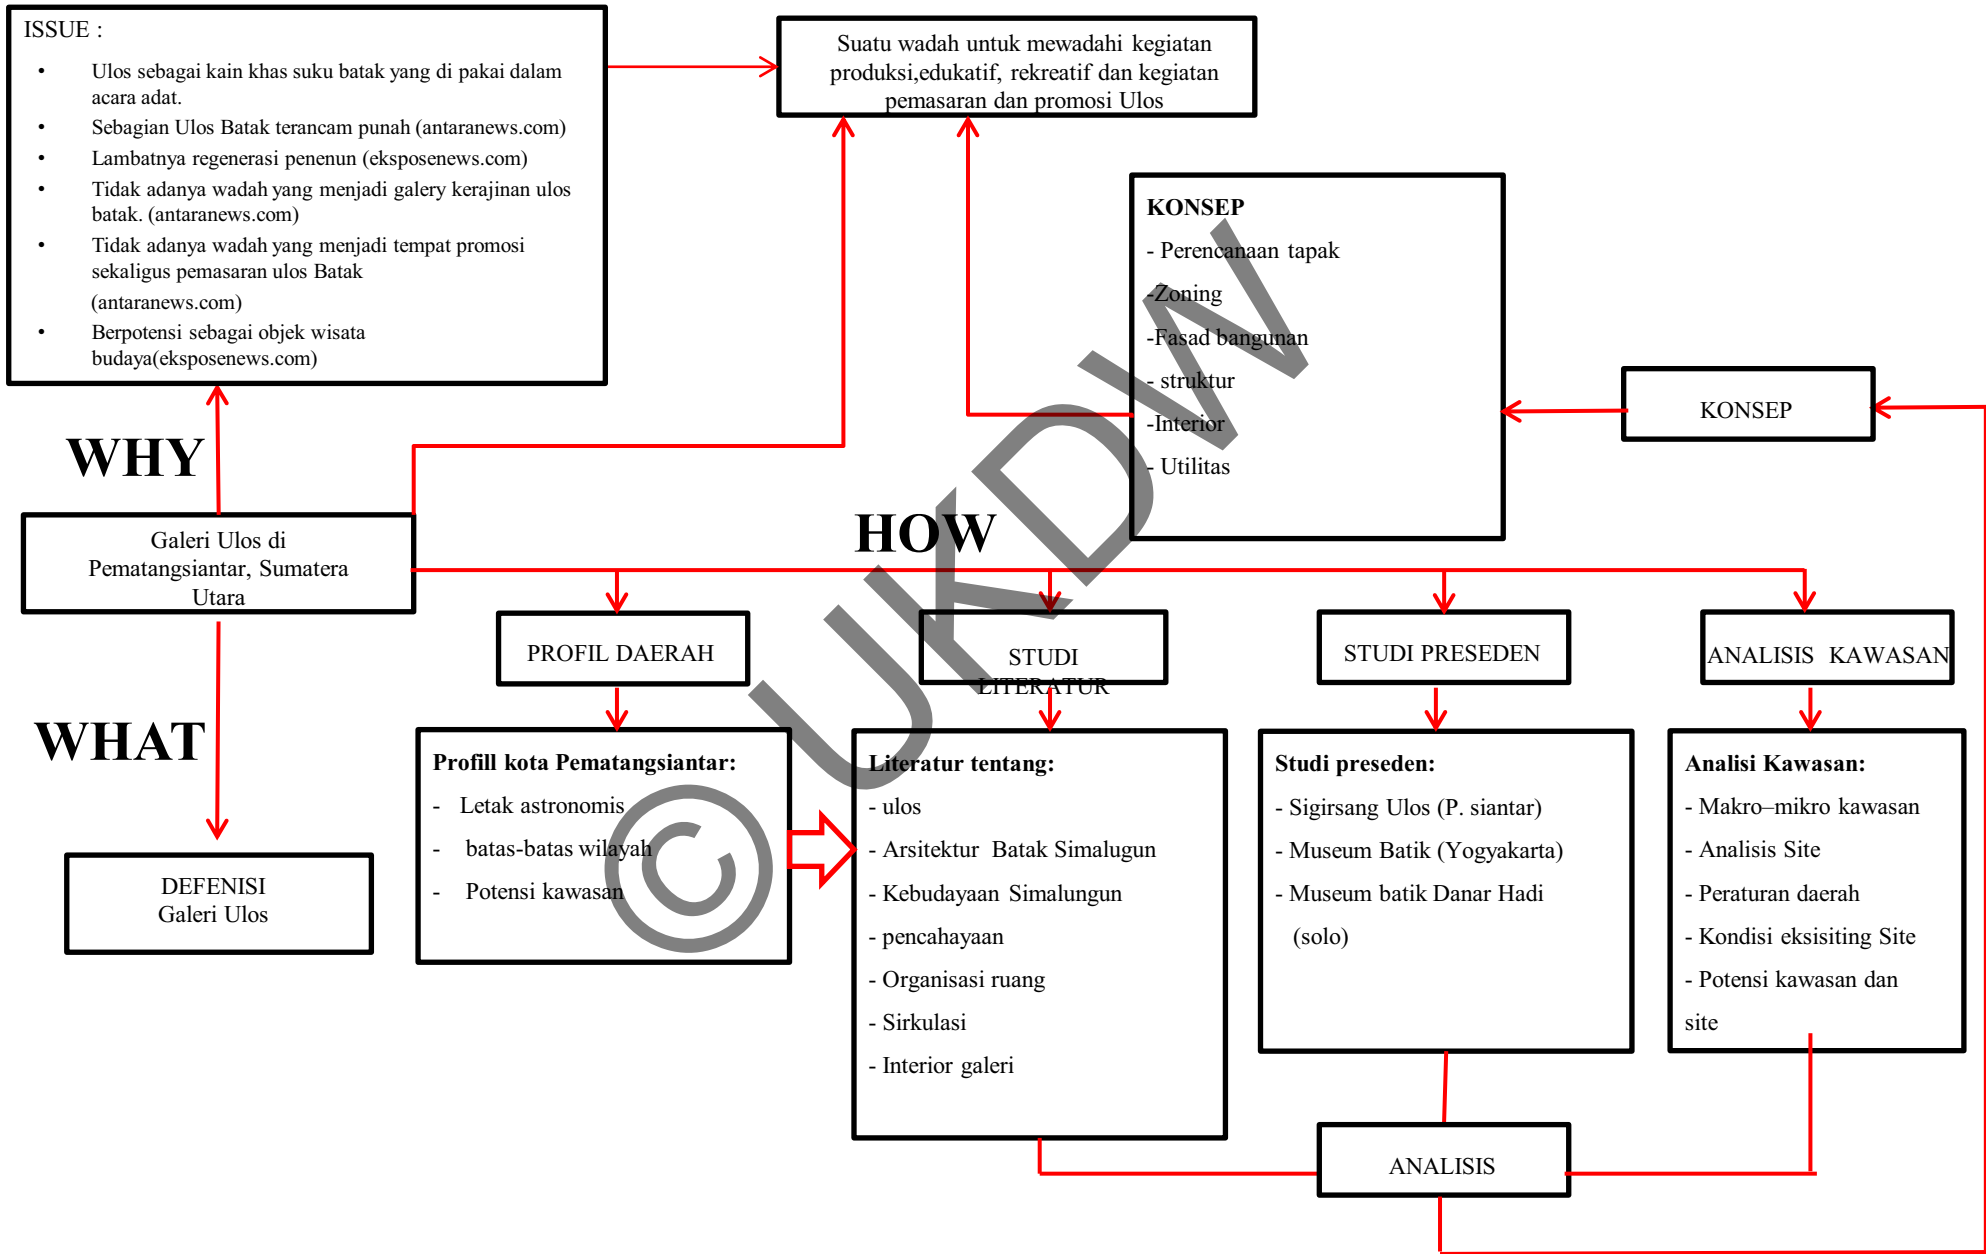 ISSUE :
• Ulos sebagai kain khas suku batak yang di pakai dalam
acara adat.
• Sebagian Ulos Batak terancam punah (antaranews.com)
• Lambatnya regenerasi penenun (eksposenews.com)
• Tidak adanya wadah yang menjadi galery kerajinan ulos
batak. (antaranews.com)
• Tidak adanya wadah yang menjadi tempat promosi
sekaligus pemasaran ulos Batak
(antaranews.com)
• Berpotensi sebagai objek wisata
budaya(eksposenews.com)
Suatu wadah untuk mewadahi kegiatan
produksi,edukatif, rekreatif dan kegiatan
pemasaran dan promosi Ulos
KONSEP
- Perencanaan tapak
-Zoning
-Fasad bangunan
- struktur
-Interior
- Utilitas
KONSEP
WHY
Galeri Ulos di
Pematangsiantar, Sumatera
Utara
HOW
WHAT
DEFENISI
Galeri Ulos
PROFIL DAERAH
STUDI
LITERATUR
STUDI PRESEDEN
ANALISIS KAWASAN
Profill kota Pematangsiantar:
- Letak astronomis
- batas-batas wilayah
- Potensi kawasan
Literatur tentang:
- ulos
- Arsitektur Batak Simalugun
- Kebudayaan Simalungun
- pencahayaan
- Organisasi ruang
- Sirkulasi
- Interior galeri
Studi preseden:
- Sigirsang Ulos (P. siantar)
- Museum Batik (Yogyakarta)
- Museum batik Danar Hadi
(solo)
Analisi Kawasan:
- Makro–mikro kawasan
- Analisis Site
- Peraturan daerah
- Kondisi eksisiting Site
- Potensi kawasan dan
site
ANALISIS
© UKDW